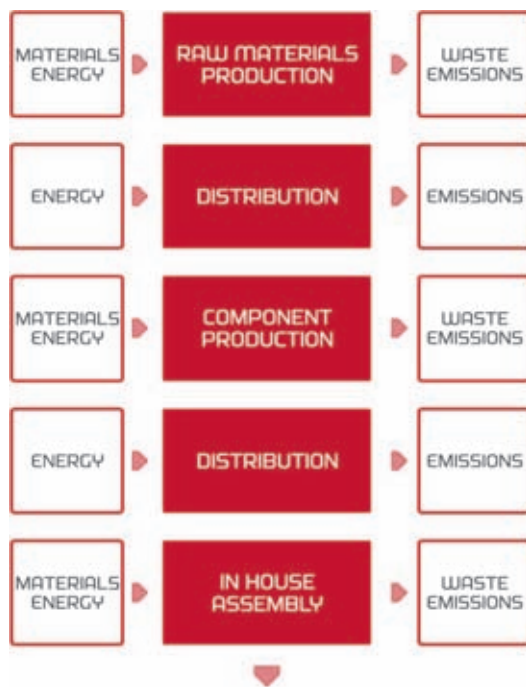 MATERIALS
ENERGY
RAW MATERIALS
PRODUCTION
WASTE
EMISSIONS
ENERGY
DISTRIBUTION
EMISSIONS
MATERIALS
ENERGY
COMPONENT
PRODUCTION
WASTE
EMISSIONS
ENERGY
DISTRIBUTION
EMISSIONS
MATERIALS
ENERGY
IN HOUSE
ASSEMBLY
WASTE
EMISSIONS